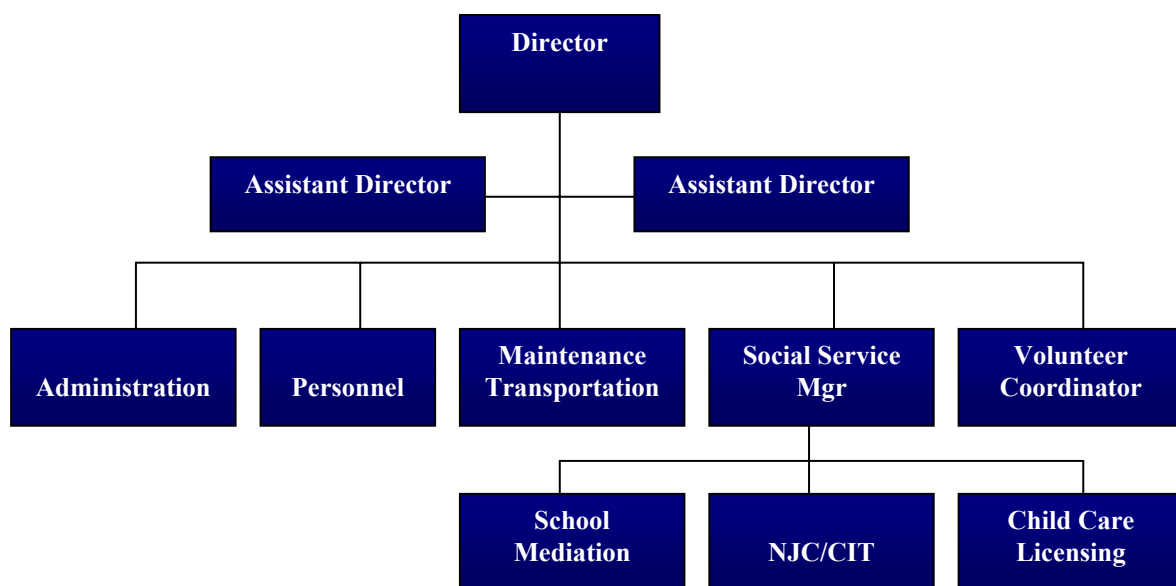 Director
Assistant Director
Assistant Director
Administration
Personnel
Maintenance
Transportation
Social Service
Mgr
Volunteer
Coordinator
School
Mediation
NJC/CIT
Child Care
Licensing